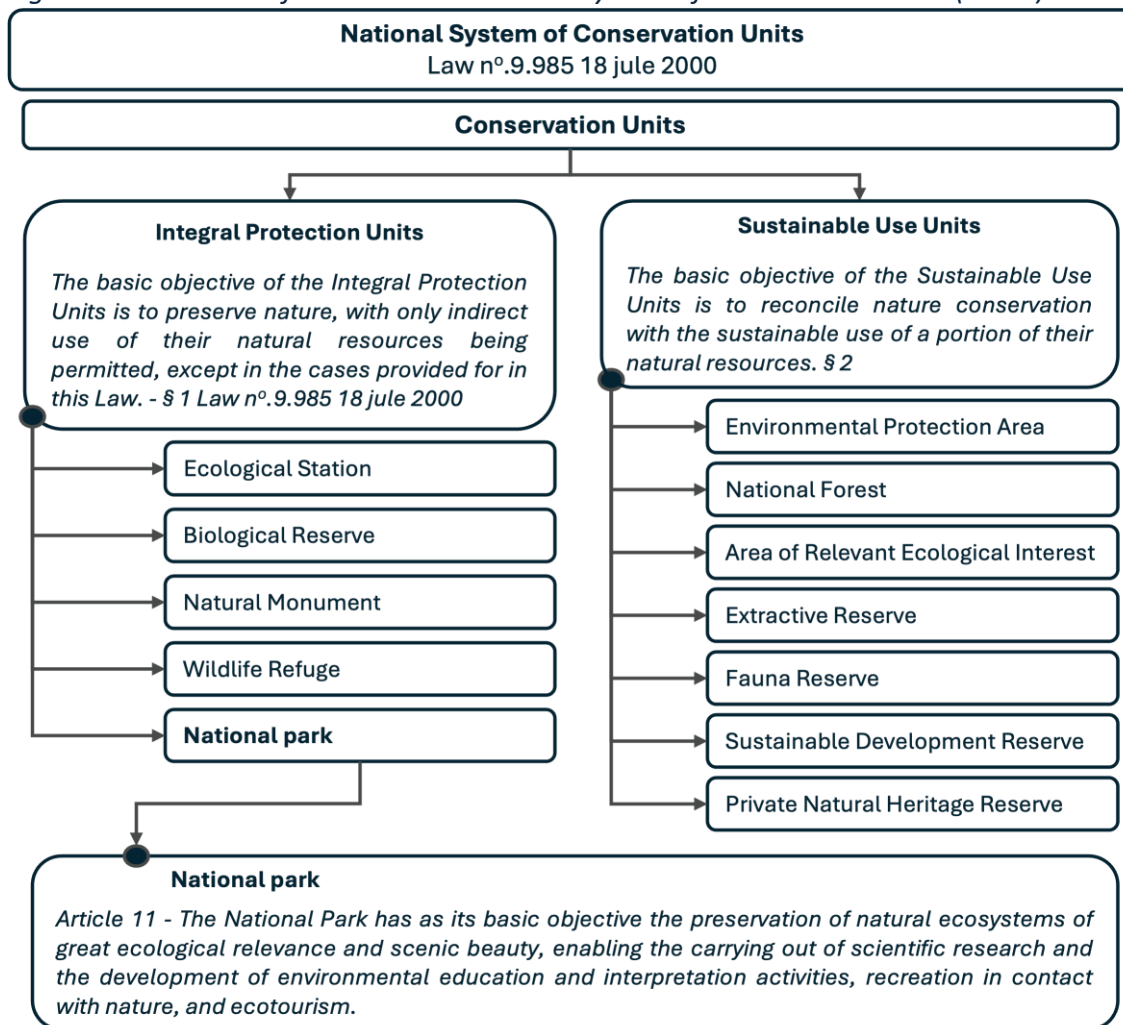 National System of Conservation Units
Law nº.9.985 18 jule 2000
Conservation Units
Integral Protection Units
The basic objective of the Integral Protection
Units is to preserve nature, with only indirect
use of their natural resources being
permitted, except in the cases provided for in
this Law. - § 1 Law nº.9.985 18 jule 2000
Ecological Station
Biological Reserve
Natural Monument
Wildlife Refuge
National park
Sustainable Use Units
The basic objective of the Sustainable Use
Units is to reconcile nature conservation
with the sustainable use of a portion of their
natural resources. § 2
Environmental Protection Area
National Forest
Area of Relevant Ecological Interest
Extractive Reserve
Fauna Reserve
Sustainable Development Reserve
Private Natural Heritage Reserve
National park
Article 11 - The National Park has as its basic objective the preservation of natural ecosystems of
great ecological relevance and scenic beauty, enabling the carrying out of scientific research and
the development of environmental education and interpretation activities, recreation in contact
with nature, and ecotourism.